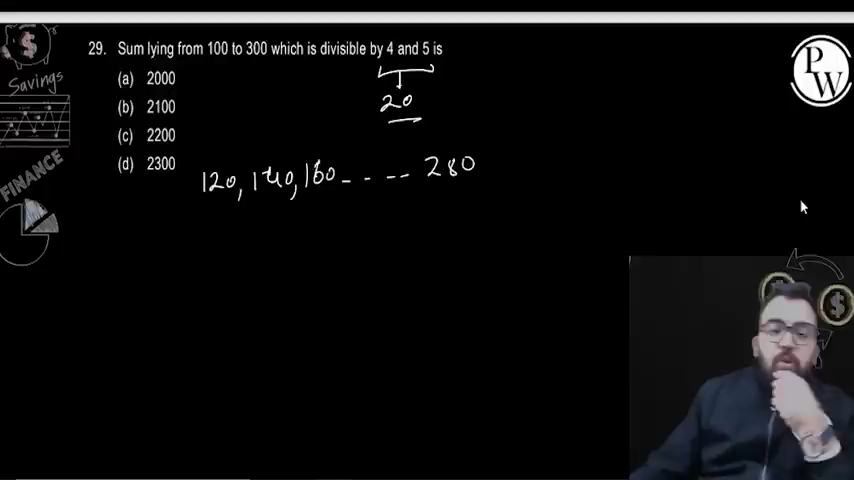 29. Sum lying from 100 to 300 which is divisible by 4 and 5 is
(a) 2000
(b) 2100
(c) 2200
(d) 2300
20
120, 140, 160 - - - - 280
Savings
FINANCE
P
W